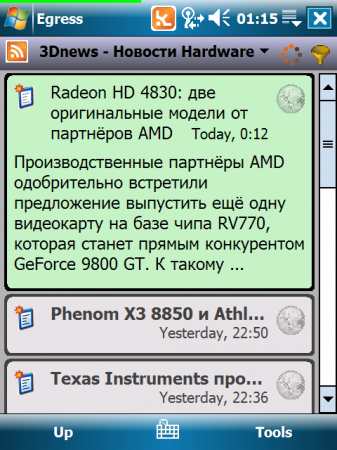 Egress 01:15
3Dnews - Новости Hardware
Radeon HD 4830: две
оригинальные модели от
партнёров AMD Today, 0:12
Производственные партнёры AMD
одобрительно встретили
предложение выпустить ещё одну
видеокарту на базе чипа RV770,
которая станет прямым конкурентом
GeForce 9800 GT. К такому ...
Phenom X3 8850 и Athl...
Yesterday, 22:50
Texas Instruments про...
Yesterday, 22:36
Up Tools